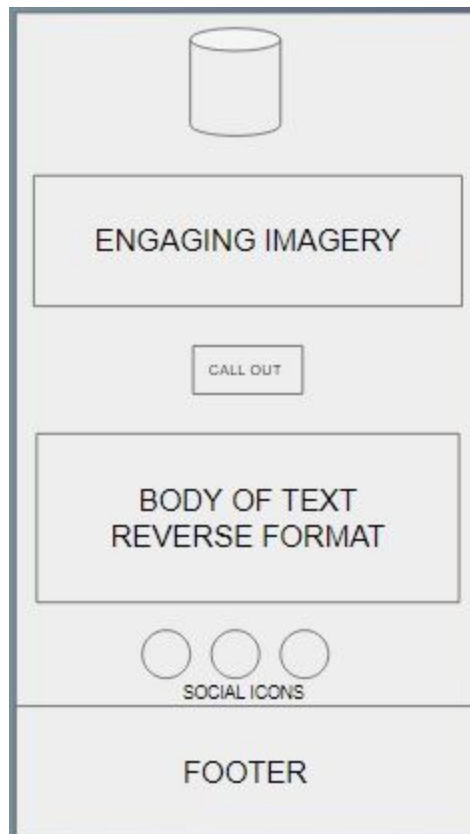 ENGAGING IMAGERY
CALL OUT
BODY OF TEXT
REVERSE FORMAT
SOCIAL ICONS
FOOTER